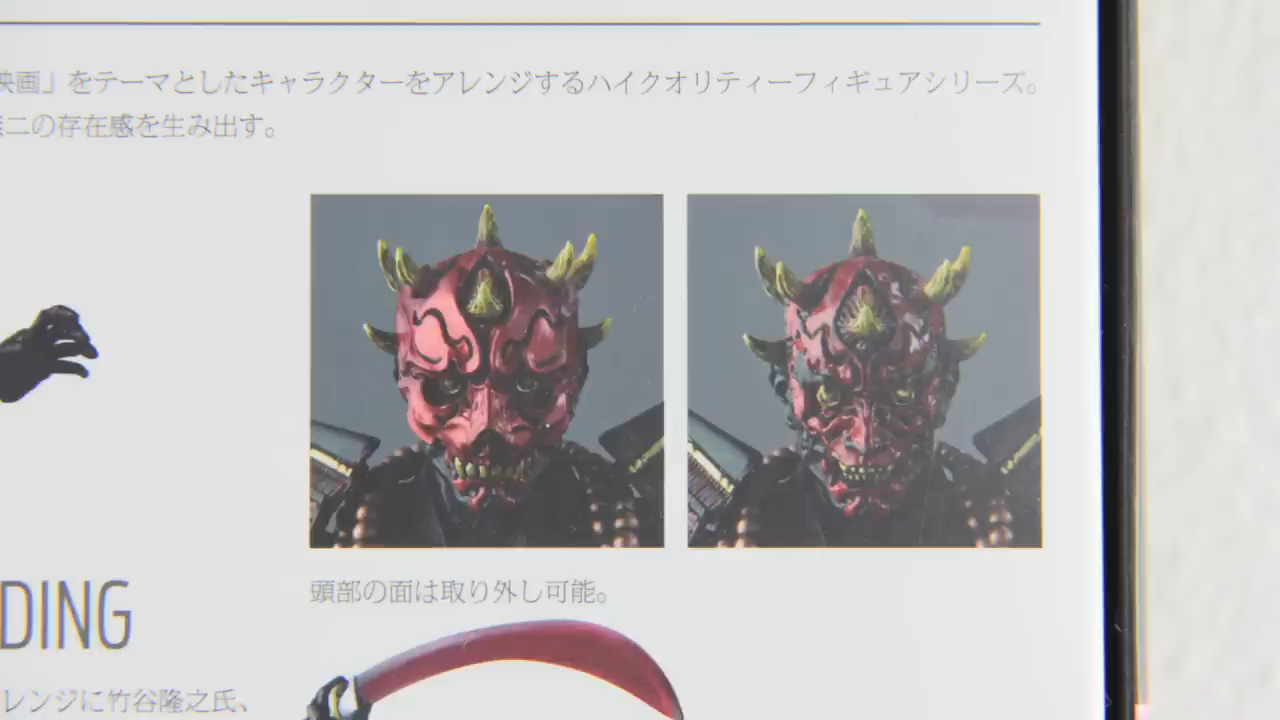 映画」をテーマとしたキャラクターをアレンジするハイクオリティーフィギュアシリーズ。
二の存在感を生み出す。
頭部の面は取り外し可能。
DING
レンジに竹谷隆之氏、